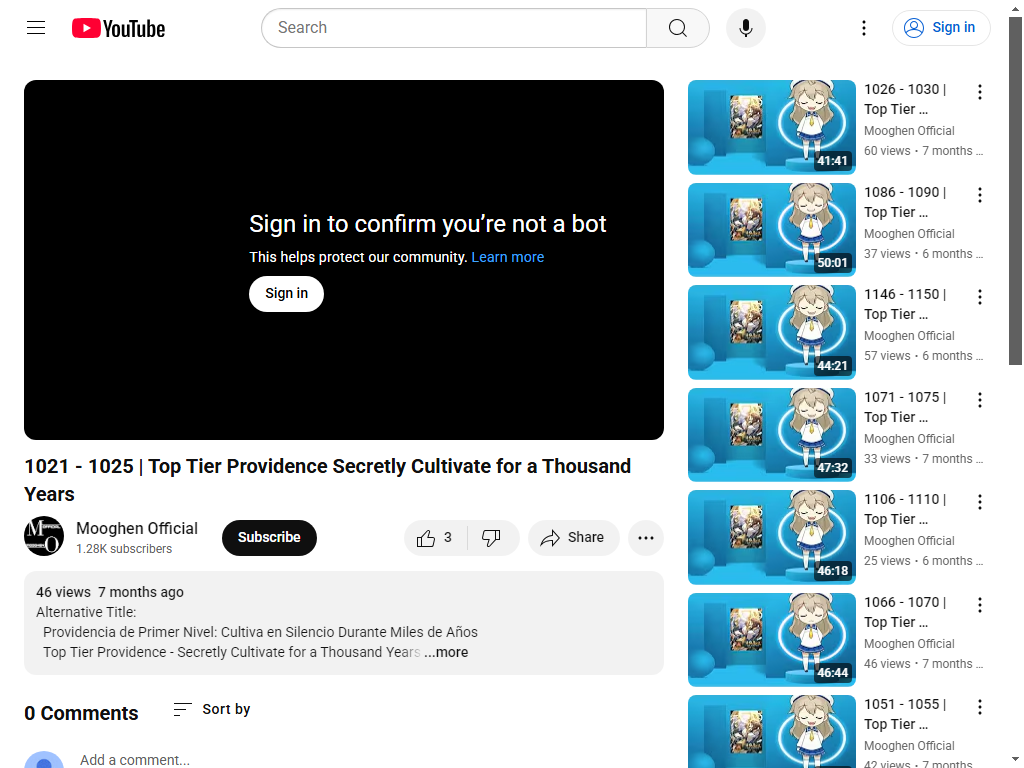 YouTube
Search
Sign in
Sign in to confirm you’re not a bot
This helps protect our community. Learn more
Sign in
1021 - 1025 | Top Tier Providence Secretly Cultivate for a Thousand
Years
Mooghen Official
1.28K subscribers
Subscribe
3
Share
46 views 7 months ago
Alternative Title:
Providencia de Primer Nivel: Cultiva en Silencio Durante Miles de Años
Top Tier Providence - Secretly Cultivate for a Thousand Years ...more
0 Comments
Sort by
Add a comment...
41:41
1026 - 1030 |
Top Tier …
Mooghen Official
60 views • 7 months …
50:01
1086 - 1090 |
Top Tier …
Mooghen Official
37 views • 6 months …
44:21
1146 - 1150 |
Top Tier …
Mooghen Official
57 views • 6 months …
47:32
1071 - 1075 |
Top Tier …
Mooghen Official
33 views • 7 months …
46:18
1106 - 1110 |
Top Tier …
Mooghen Official
25 views • 6 months …
46:44
1066 - 1070 |
Top Tier …
Mooghen Official
46 views • 7 months …
1051 - 1055 |
Top Tier …
Mooghen Official
42 views • 7 months